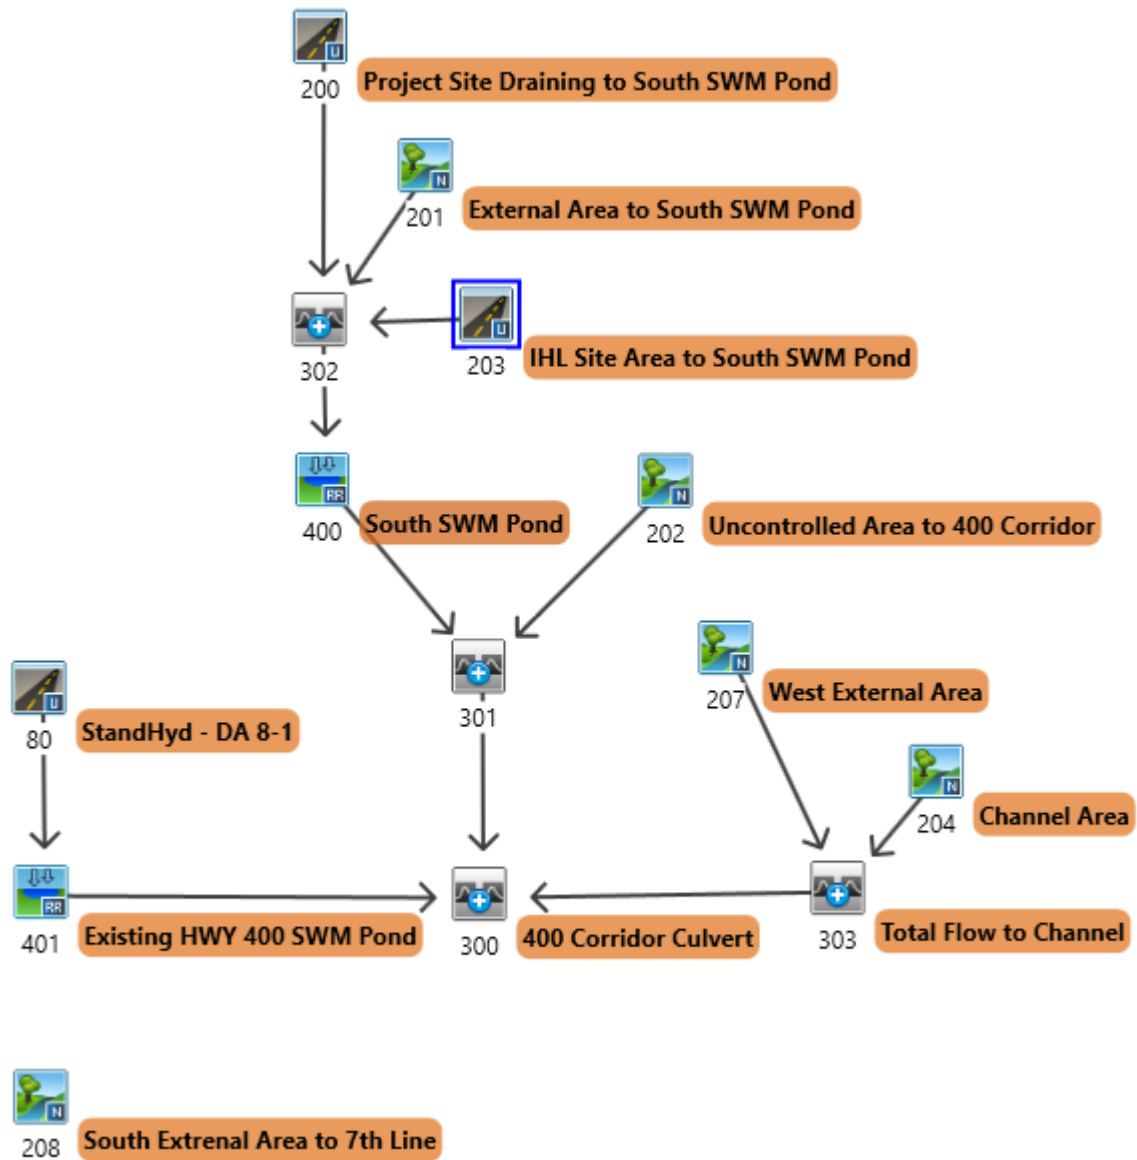 U
200
Project Site Draining to South SWM Pond
N
201
External Area to South SWM Pond
U
302
203
IHL Site Area to South SWM Pond
RR
400
South SWM Pond
N
202
Uncontrolled Area to 400 Corridor
301
N
207
West External Area
U
80
StandHyd - DA 8-1
N
204
Channel Area
RR
401
Existing HWY 400 SWM Pond
300
400 Corridor Culvert
303
Total Flow to Channel
N
208
South Extrenal Area to 7th Line